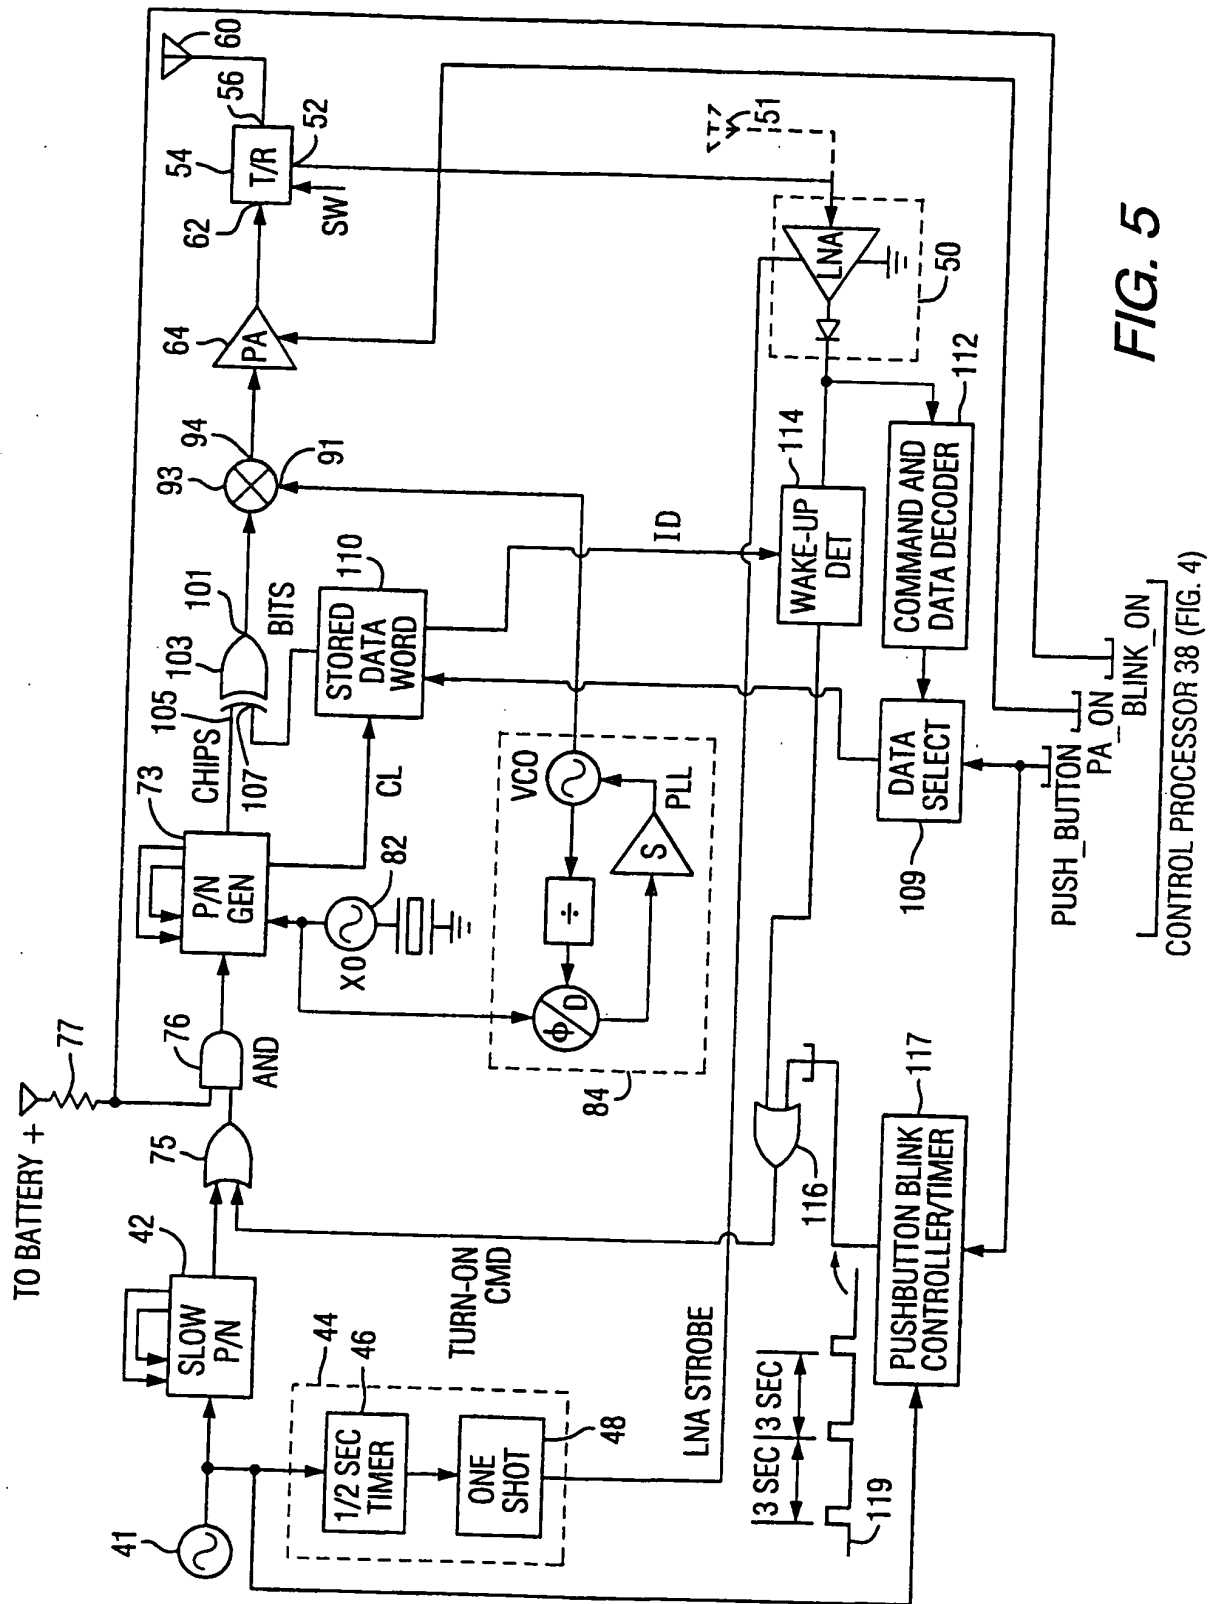 TO BATTERY +
77
41
42
SLOW
P/N
75
76
AND
73
P/N
GEN
CHIPS
105
107
103
101
BITS
93
94
91
64
PA
62
54
T/R
56
52
SW
60
51
XO
82
CL
110
STORED
DATA
WORD
ID
44
46
1/2 SEC
TIMER
48
ONE
SHOT
TURN-ON
CMD
LNA STROBE
84
Φ
D
÷
VCO
S
PLL
LNA
50
114
WAKE-UP
DET
112
COMMAND AND
DATA DECODER
109
DATA
SELECT
116
117
PUSHBUTTON BLINK
CONTROLLER/TIMER
119
3 SEC
3 SEC
PUSH_BUTTON
PA_ON
BLINK_ON
CONTROL PROCESSOR 38 (FIG. 4)
FIG. 5